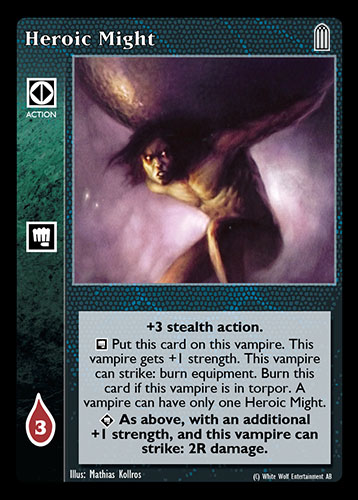 Heroic Might
ACTION
+3 stealth action.
Put this card on this vampire. This
vampire gets +1 strength. This vampire
can strike: burn equipment. Burn this
card if this vampire is in torpor. A
vampire can have only one Heroic Might.
As above, with an additional
+1 strength, and this vampire can
strike: 2R damage.
3
Illus: Mathias Kollros
(C) White Wolf Entertainment AB